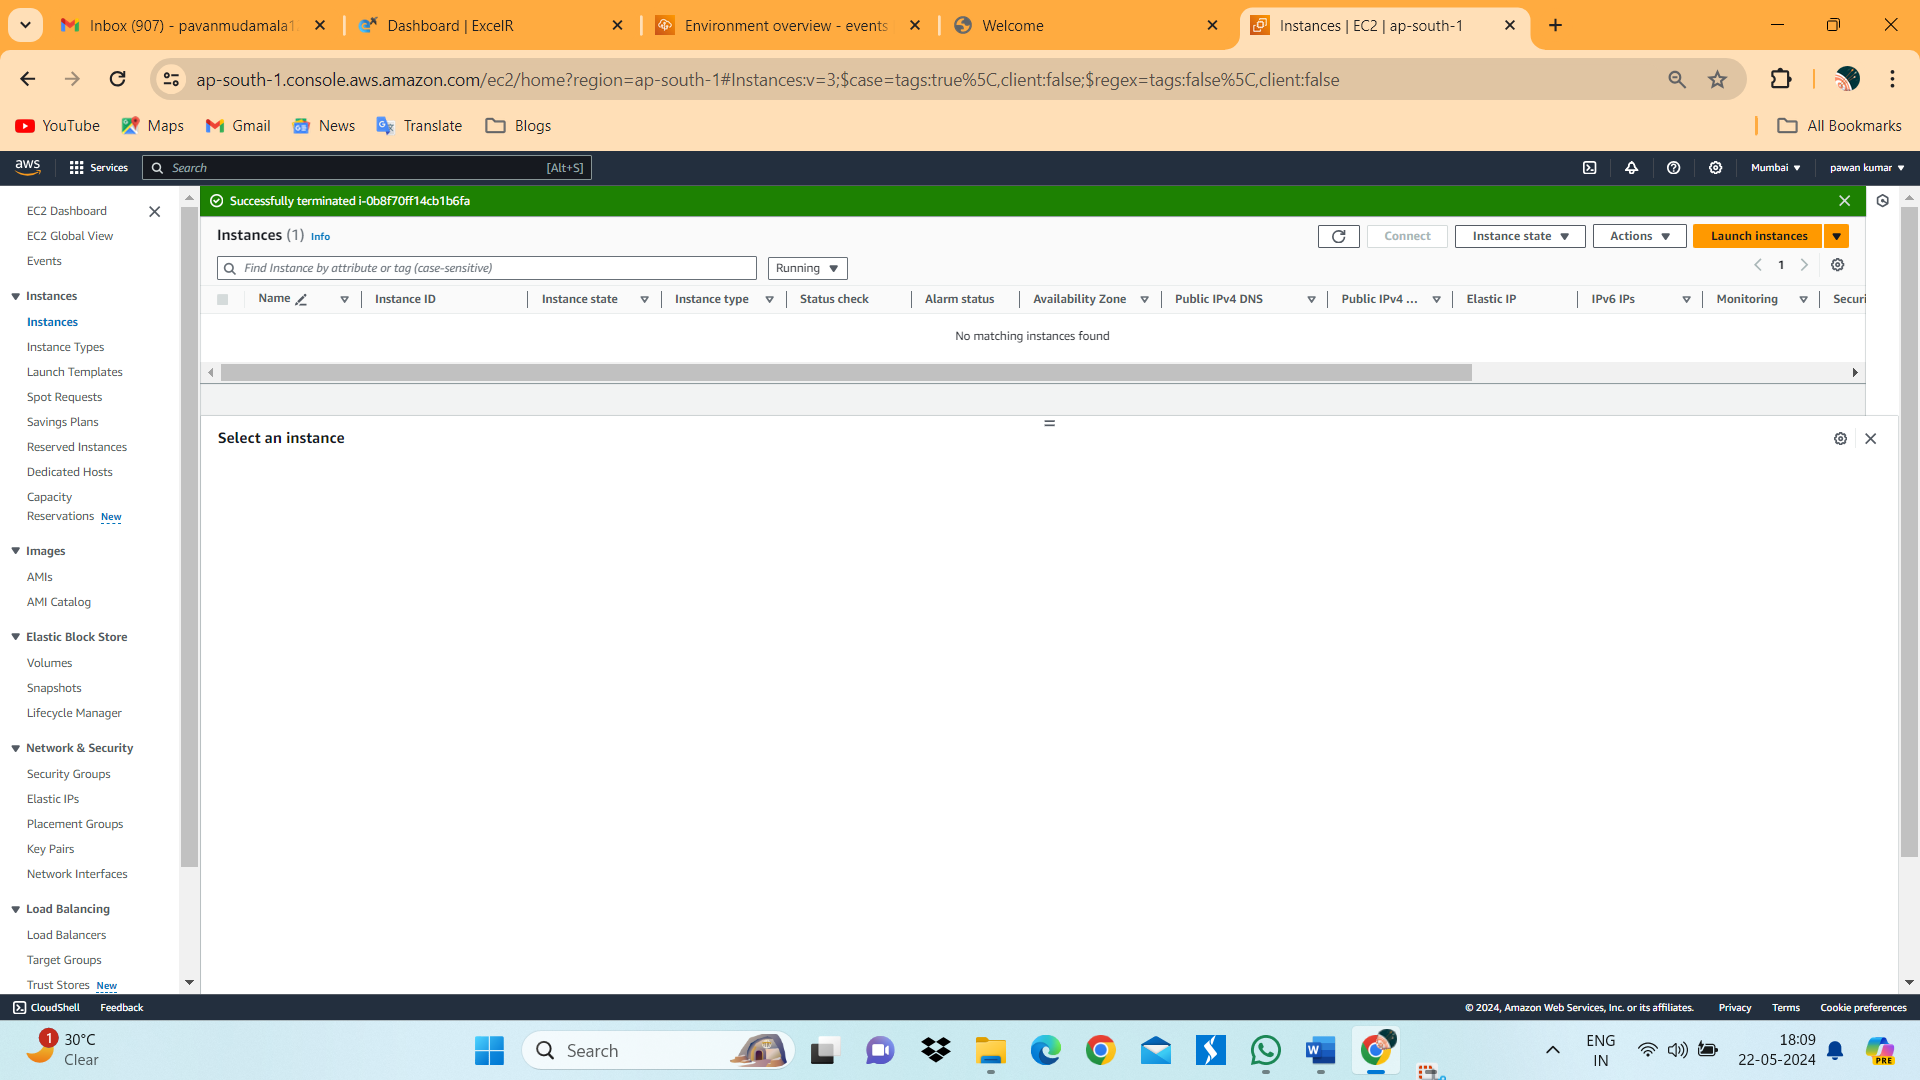 Inbox (907) - pavanmudamala1
Dashboard | ExcelR
Environment overview - events
Welcome
Instances | EC2 | ap-south-1
ap-south-1.console.aws.amazon.com/ec2/home?region=ap-south-1#Instances:v=3;$case=tags:true%5C,client:false;$regex=tags:false%5C,client:false
YouTube
Maps
Gmail
News
Translate
Blogs
All Bookmarks
aws
Services
Search
[Alt+S]
Mumbai
pawan kumar
EC2 Dashboard
EC2 Global View
Events
Instances
Instances
Instance Types
Launch Templates
Spot Requests
Savings Plans
Reserved Instances
Dedicated Hosts
Capacity
Reservations New
Images
AMIs
AMI Catalog
Elastic Block Store
Volumes
Snapshots
Lifecycle Manager
Network & Security
Security Groups
Elastic IPs
Placement Groups
Key Pairs
Network Interfaces
Load Balancing
Load Balancers
Target Groups
Trust Stores New
Successfully terminated i-0b8f70ff14cb1b6fa
Instances (1) Info
Connect
Instance state
Actions
Launch instances
Find Instance by attribute or tag (case-sensitive)
Running
1
Name
Instance ID
Instance state
Instance type
Status check
Alarm status
Availability Zone
Public IPv4 DNS
Public IPv4 ...
Elastic IP
IPv6 IPs
Monitoring
Securi
No matching instances found
Select an instance
CloudShell
Feedback
© 2024, Amazon Web Services, Inc. or its affiliates.
Privacy
Terms
Cookie preferences
1
30°C
Clear
Search
ENG
IN
18:09
22-05-2024
PRE